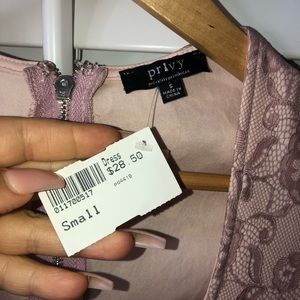 privy
S
MADE IN
CHINA
Dress
$28.50
011700517
Small